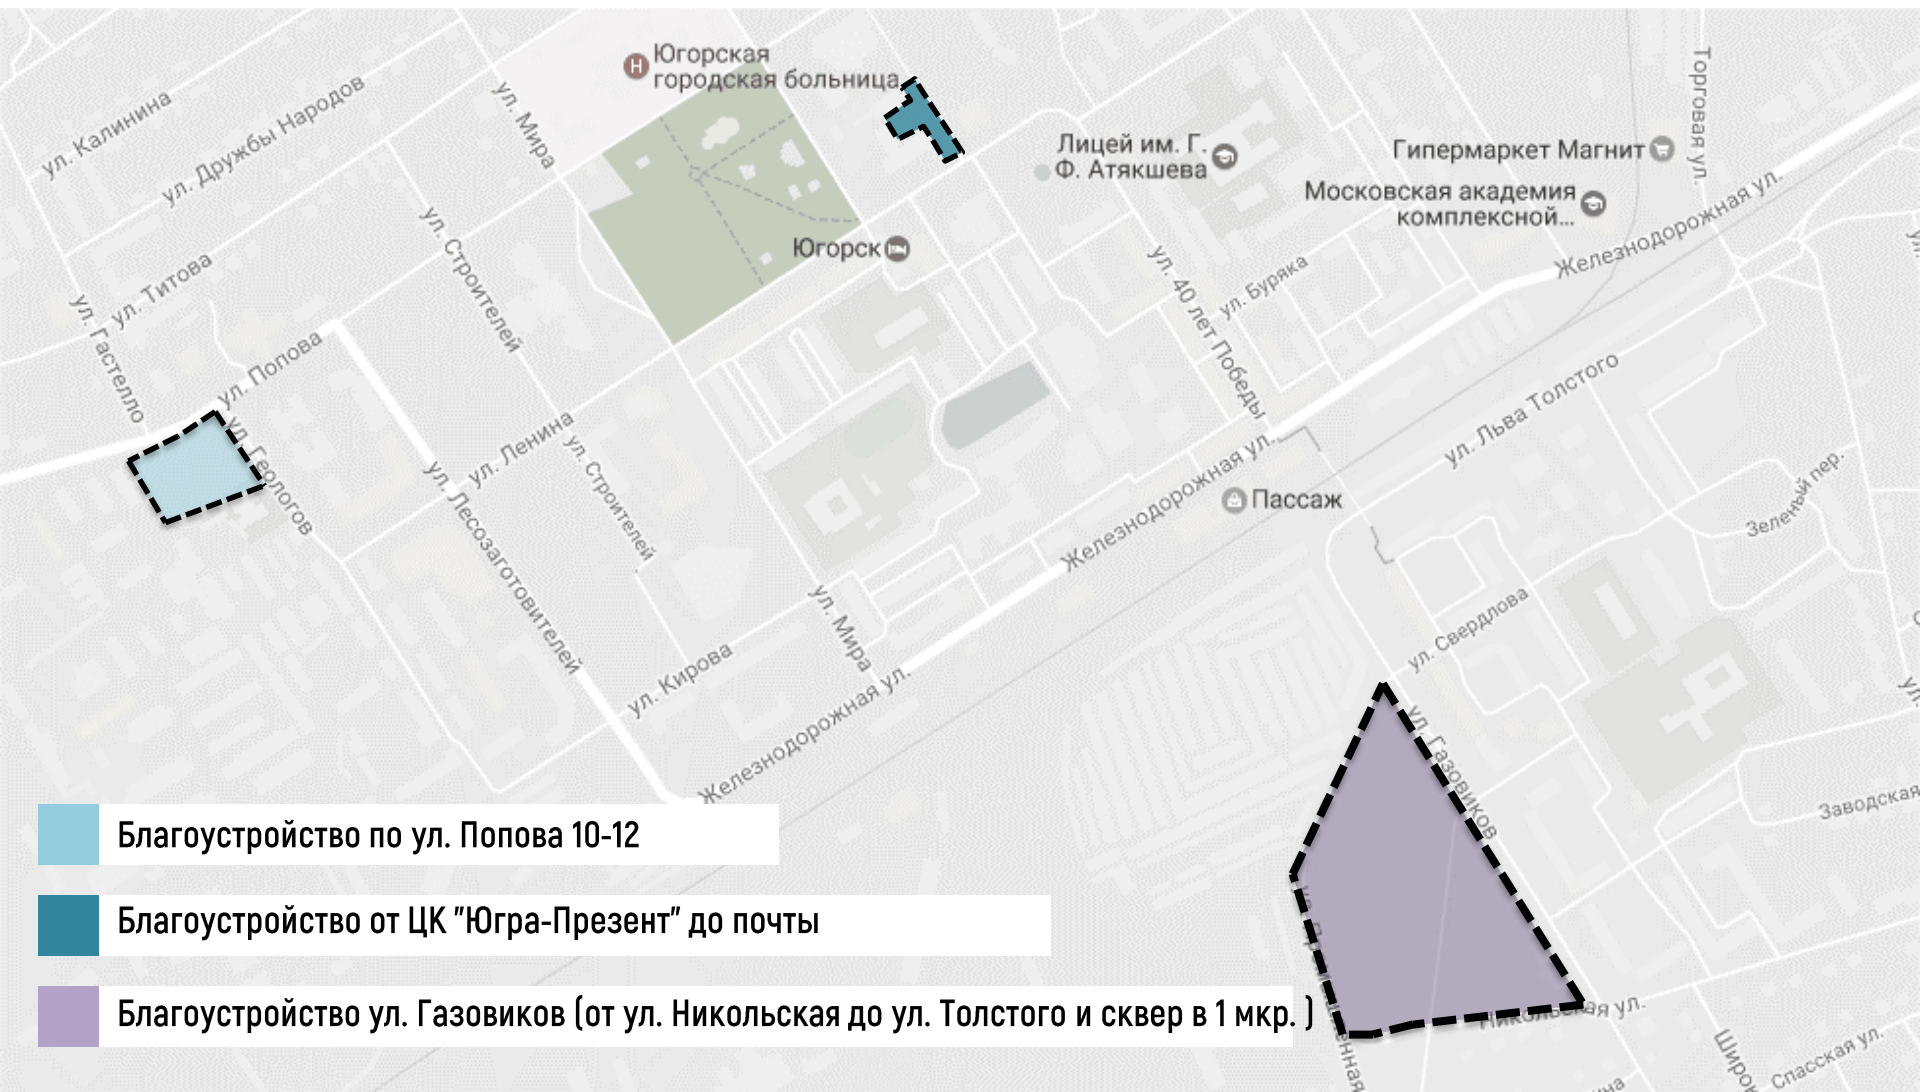 Югорская
городская больница
ул. Калинина
ул. Дружбы Народов
ул. Мира
Торговая ул.
Лицей им. Г.
Ф. Атякшева
Гипермаркет Магнит
Московская академия
комплексной...
Железнодорожная ул.
ул. Строителей
Югорск
ул. Титова
ул. 40 лет Победы
ул. Буряка
ул. Гастелло
ул. Попова
ул. Льва Толстого
ул. Геологов
ул. Ленина
ул. Строителей
ул. Лесозаготовителей
Железнодорожная ул.
Пассаж
Зеленый пер.
ул. Мира
ул. Свердлова
ул. Кирова
Железнодорожная ул.
ул. Газовиков
Заводская
Благоустройство по ул. Попова 10-12
Благоустройство от ЦК "Югра-Презент" до почты
Благоустройство ул. Газовиков (от ул. Никольская до ул. Толстого и сквер в 1 мкр. )
Никольская ул.
Спасская ул.